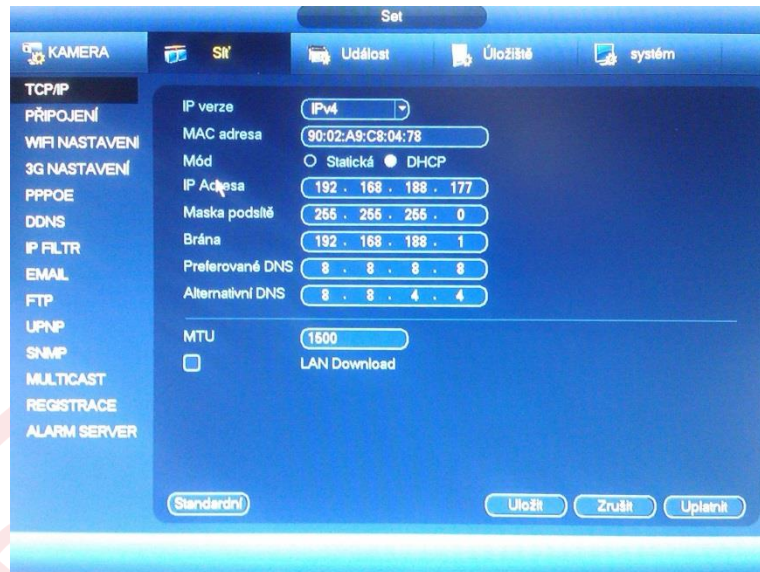 Set
KAMERA Síť Událost Úložiště systém
TCP/IP
PŘIPOJENÍ
WIFI NASTAVENI
3G NASTAVENÍ
PPPOE
DDNS
IP FILTR
EMAIL
FTP
UPNP
SNMP
MULTICAST
REGISTRACE
ALARM SERVER
IP verze IPv4
MAC adresa 90:02:A9:C8:04:78
Mód Statická DHCP
IP Adresa 192 . 168 . 188 . 177
Maska podsítě 255 . 255 . 255 . 0
Brána 192 . 168 . 188 . 1
Preferované DNS 8 . 8 . 8 . 8
Alternativní DNS 8 . 8 . 4 . 4
MTU 1500
LAN Download
Standardní Uložit Zrušit Uplatnit